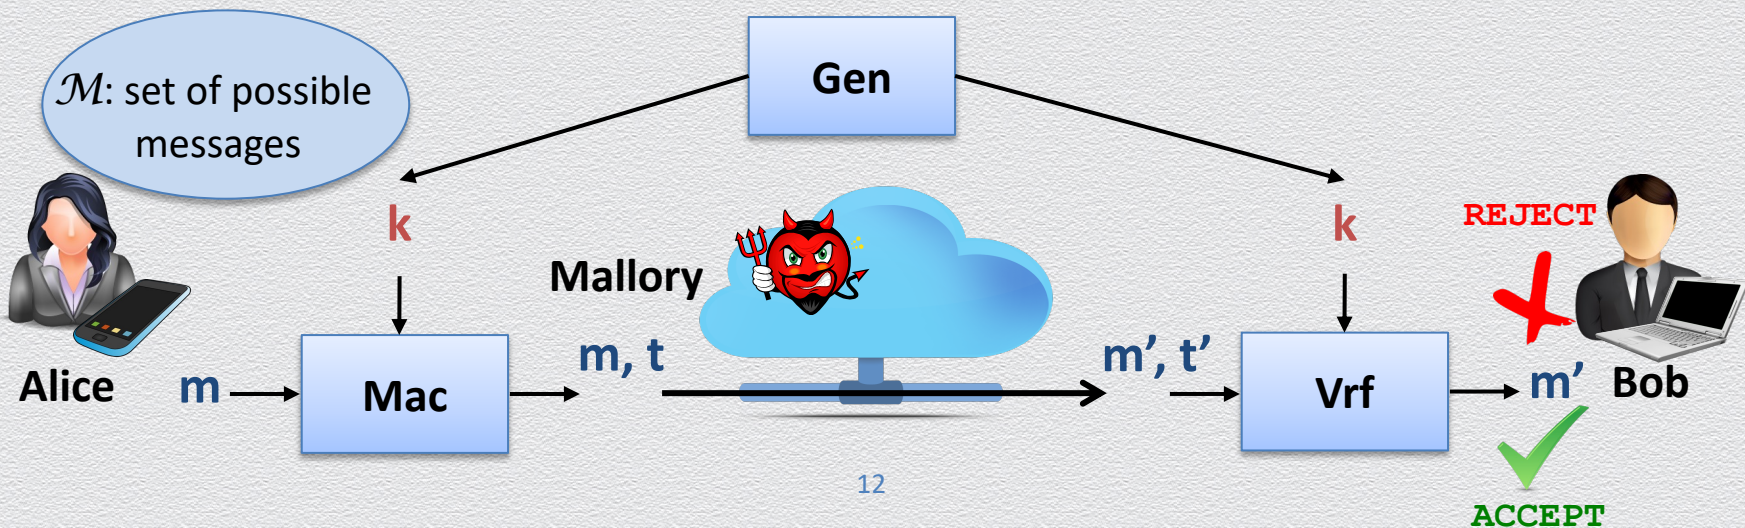 ℳ: set of possible
messages
Gen
k
k
REJECT
Mallory
Alice
m
Mac
m, t
m’, t’
Vrf
m’
Bob
12
ACCEPT